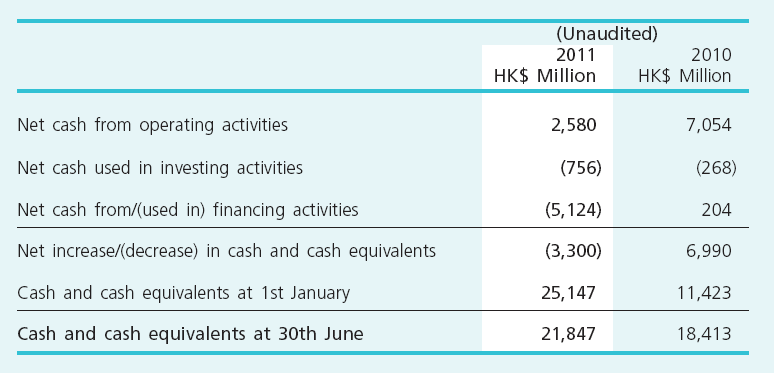 (Unaudited)
2011 2010
HK$ Million HK$ Million
Net cash from operating activities 2,580 7,054
Net cash used in investing activities (756) (268)
Net cash from/(used in) financing activities (5,124) 204
Net increase/(decrease) in cash and cash equivalents (3,300) 6,990
Cash and cash equivalents at 1st January 25,147 11,423
Cash and cash equivalents at 30th June 21,847 18,413